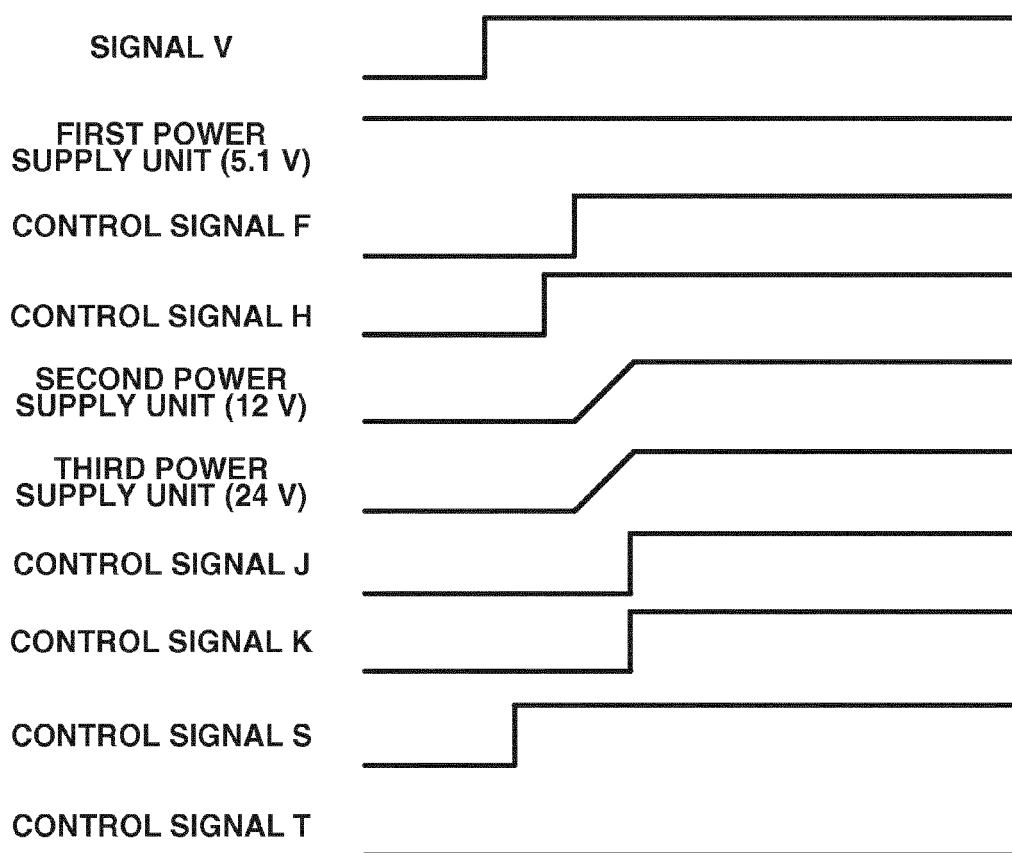 SIGNAL V
FIRST POWER
SUPPLY UNIT (5.1 V)
CONTROL SIGNAL F
CONTROL SIGNAL H
SECOND POWER
SUPPLY UNIT (12 V)
THIRD POWER
SUPPLY UNIT (24 V)
CONTROL SIGNAL J
CONTROL SIGNAL K
CONTROL SIGNAL S
CONTROL SIGNAL T